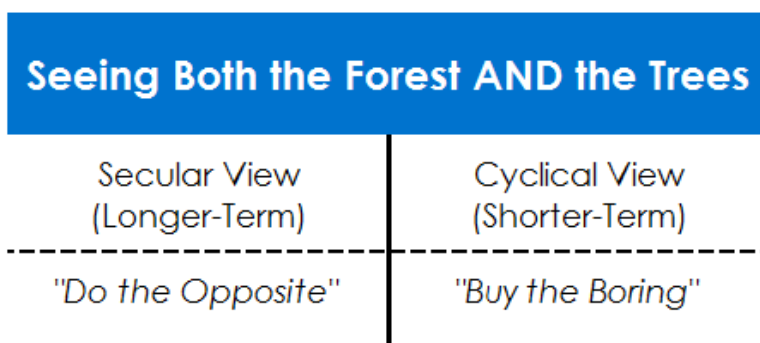 Seeing Both the Forest AND the Trees
Secular View
(Longer-Term)
Cyclical View
(Shorter-Term)
"Do the Opposite"
"Buy the Boring"